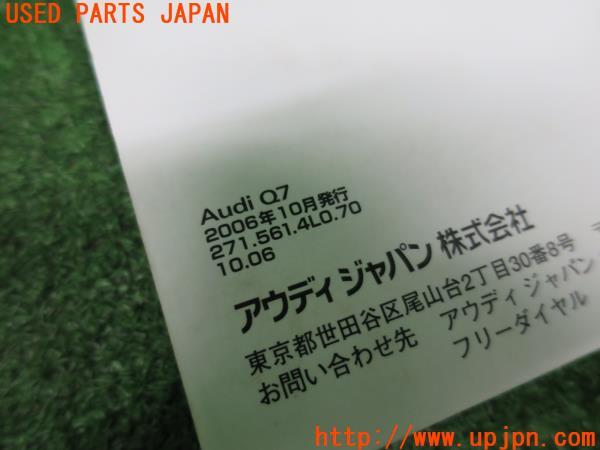 USED PARTS JAPAN
Audi Q7
2006年10月発行
271.561.4L0.70
10.06
アウディ ジャパン 株式会社
東京都世田谷区尾山台2丁目30番8号
お問い合わせ先 アウディ ジャパン
フリーダイヤル
http://www.upjpn.com